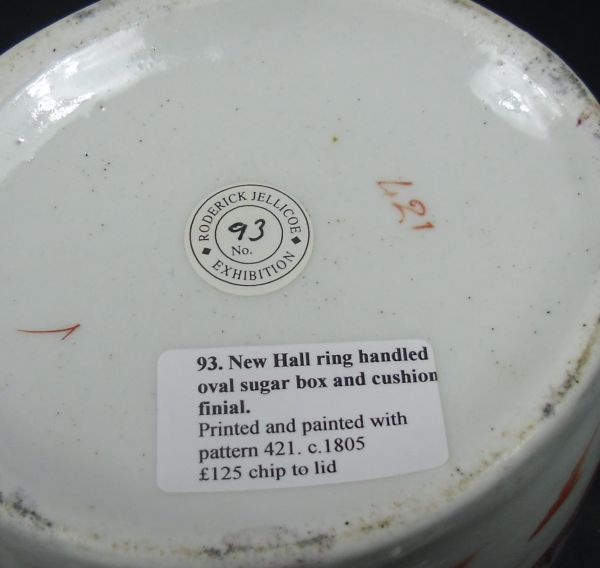 RODERICK JELLICOE
93
No.
EXHIBITION
421
93. New Hall ring handled
oval sugar box and cushion
finial.
Printed and painted with
pattern 421. c.1805
£125 chip to lid